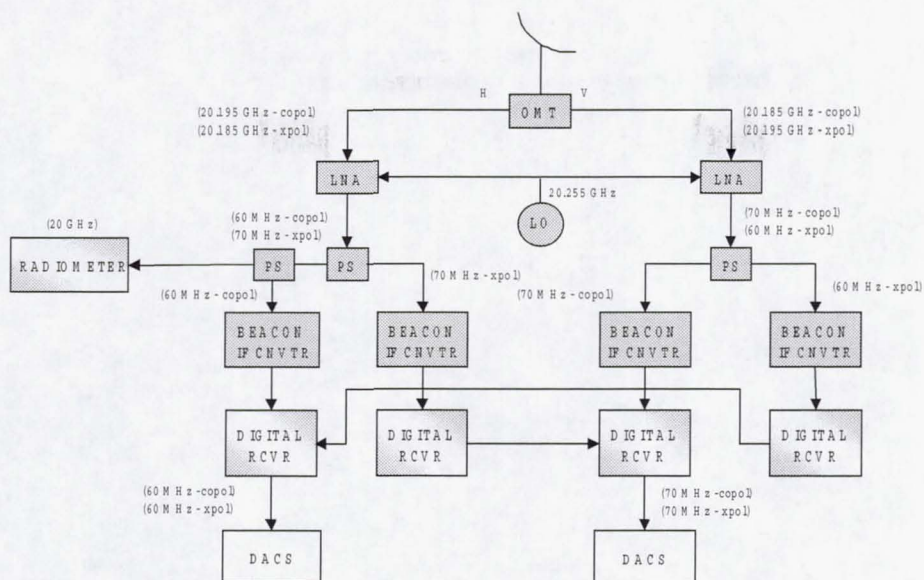 H
V
OMT
(20.195 GHz-copol)
(20.185 GHz-xpol)
(20.185 GHz-copol)
(20.195 GHz-xpol)
LNA
LNA
20.255 GHz
LO
(60 MHz-copol)
(70 MHz-xpol)
(70 MHz-copol)
(60 MHz-xpol)
(20 GHz)
RADIOMETER
PS
PS
PS
(60 MHz-copol)
(70 MHz-xpol)
(70 MHz-copol)
(60 MHz-xpol)
BEACON
IF CNVTR
BEACON
IF CNVTR
BEACON
IF CNVTR
BEACON
IF CNVTR
DIGITAL
RCVR
DIGITAL
RCVR
DIGITAL
RCVR
DIGITAL
RCVR
(60 MHz-copol)
(60 MHz-xpol)
(70 MHz-copol)
(70 MHz-xpol)
DACS
DACS